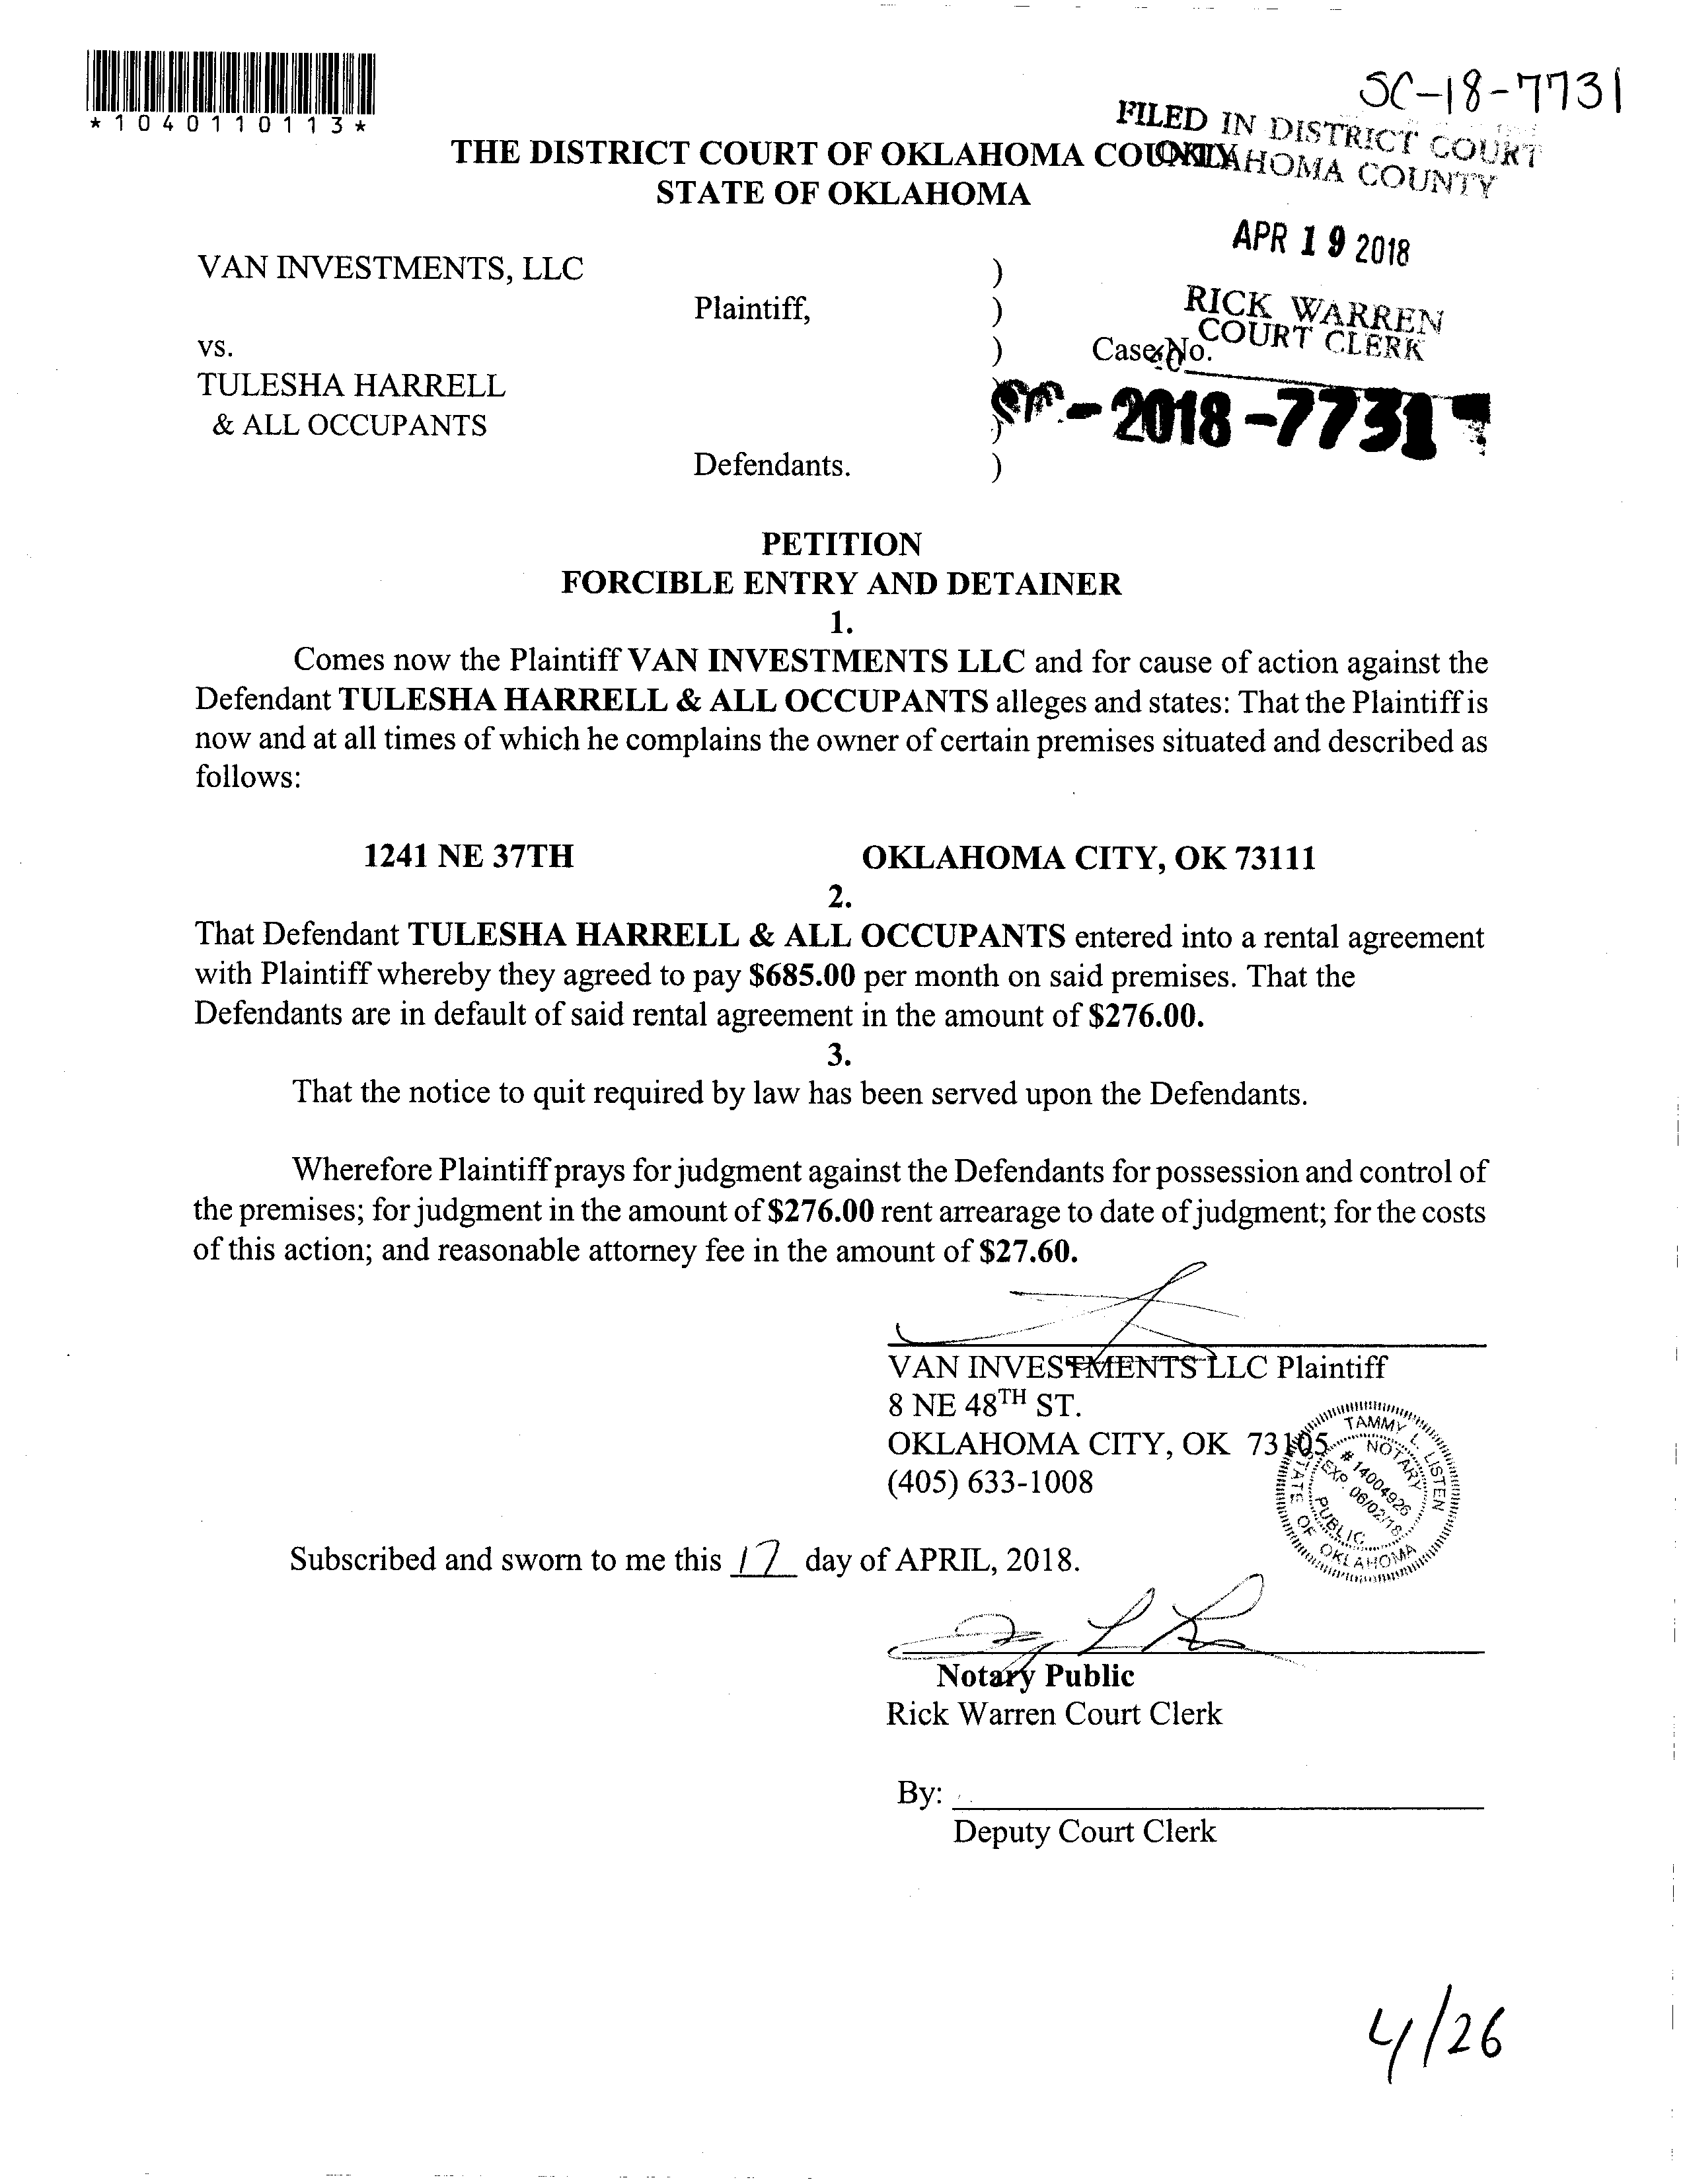 *1040110113*
SC-18-7731
FILED IN DISTRICT COURT
OKLAHOMA COUNTY
THE DISTRICT COURT OF OKLAHOMA COUNTY
STATE OF OKLAHOMA
APR 19 2018
RICK WARREN
COURT CLERK
VAN INVESTMENTS, LLC )
Plaintiff, )
vs. ) Case No.
TULESHA HARRELL )
SC - 2018 - 7731
& ALL OCCUPANTS )
Defendants. )
PETITION
FORCIBLE ENTRY AND DETAINER
1.
Comes now the Plaintiff VAN INVESTMENTS LLC and for cause of action against the
Defendant TULESHA HARRELL & ALL OCCUPANTS alleges and states: That the Plaintiff is
now and at all times of which he complains the owner of certain premises situated and described as
follows:
1241 NE 37TH OKLAHOMA CITY, OK 73111
2.
That Defendant TULESHA HARRELL & ALL OCCUPANTS entered into a rental agreement
with Plaintiff whereby they agreed to pay $685.00 per month on said premises. That the
Defendants are in default of said rental agreement in the amount of $276.00.
3.
That the notice to quit required by law has been served upon the Defendants.
Wherefore Plaintiff prays for judgment against the Defendants for possession and control of
the premises; for judgment in the amount of $276.00 rent arrearage to date of judgment; for the costs
of this action; and reasonable attorney fee in the amount of $27.60.
VAN INVESTMENTS LLC Plaintiff
8 NE 48TH ST.
OKLAHOMA CITY, OK 73105
(405) 633-1008
TAMMY L. LISTEN
NOTARY
# 14004926
EXP. 06/02/18
PUBLIC
STATE OF OKLAHOMA
Subscribed and sworn to me this 17 day of APRIL, 2018.
Notary Public
Rick Warren Court Clerk
By:
Deputy Court Clerk
4/26